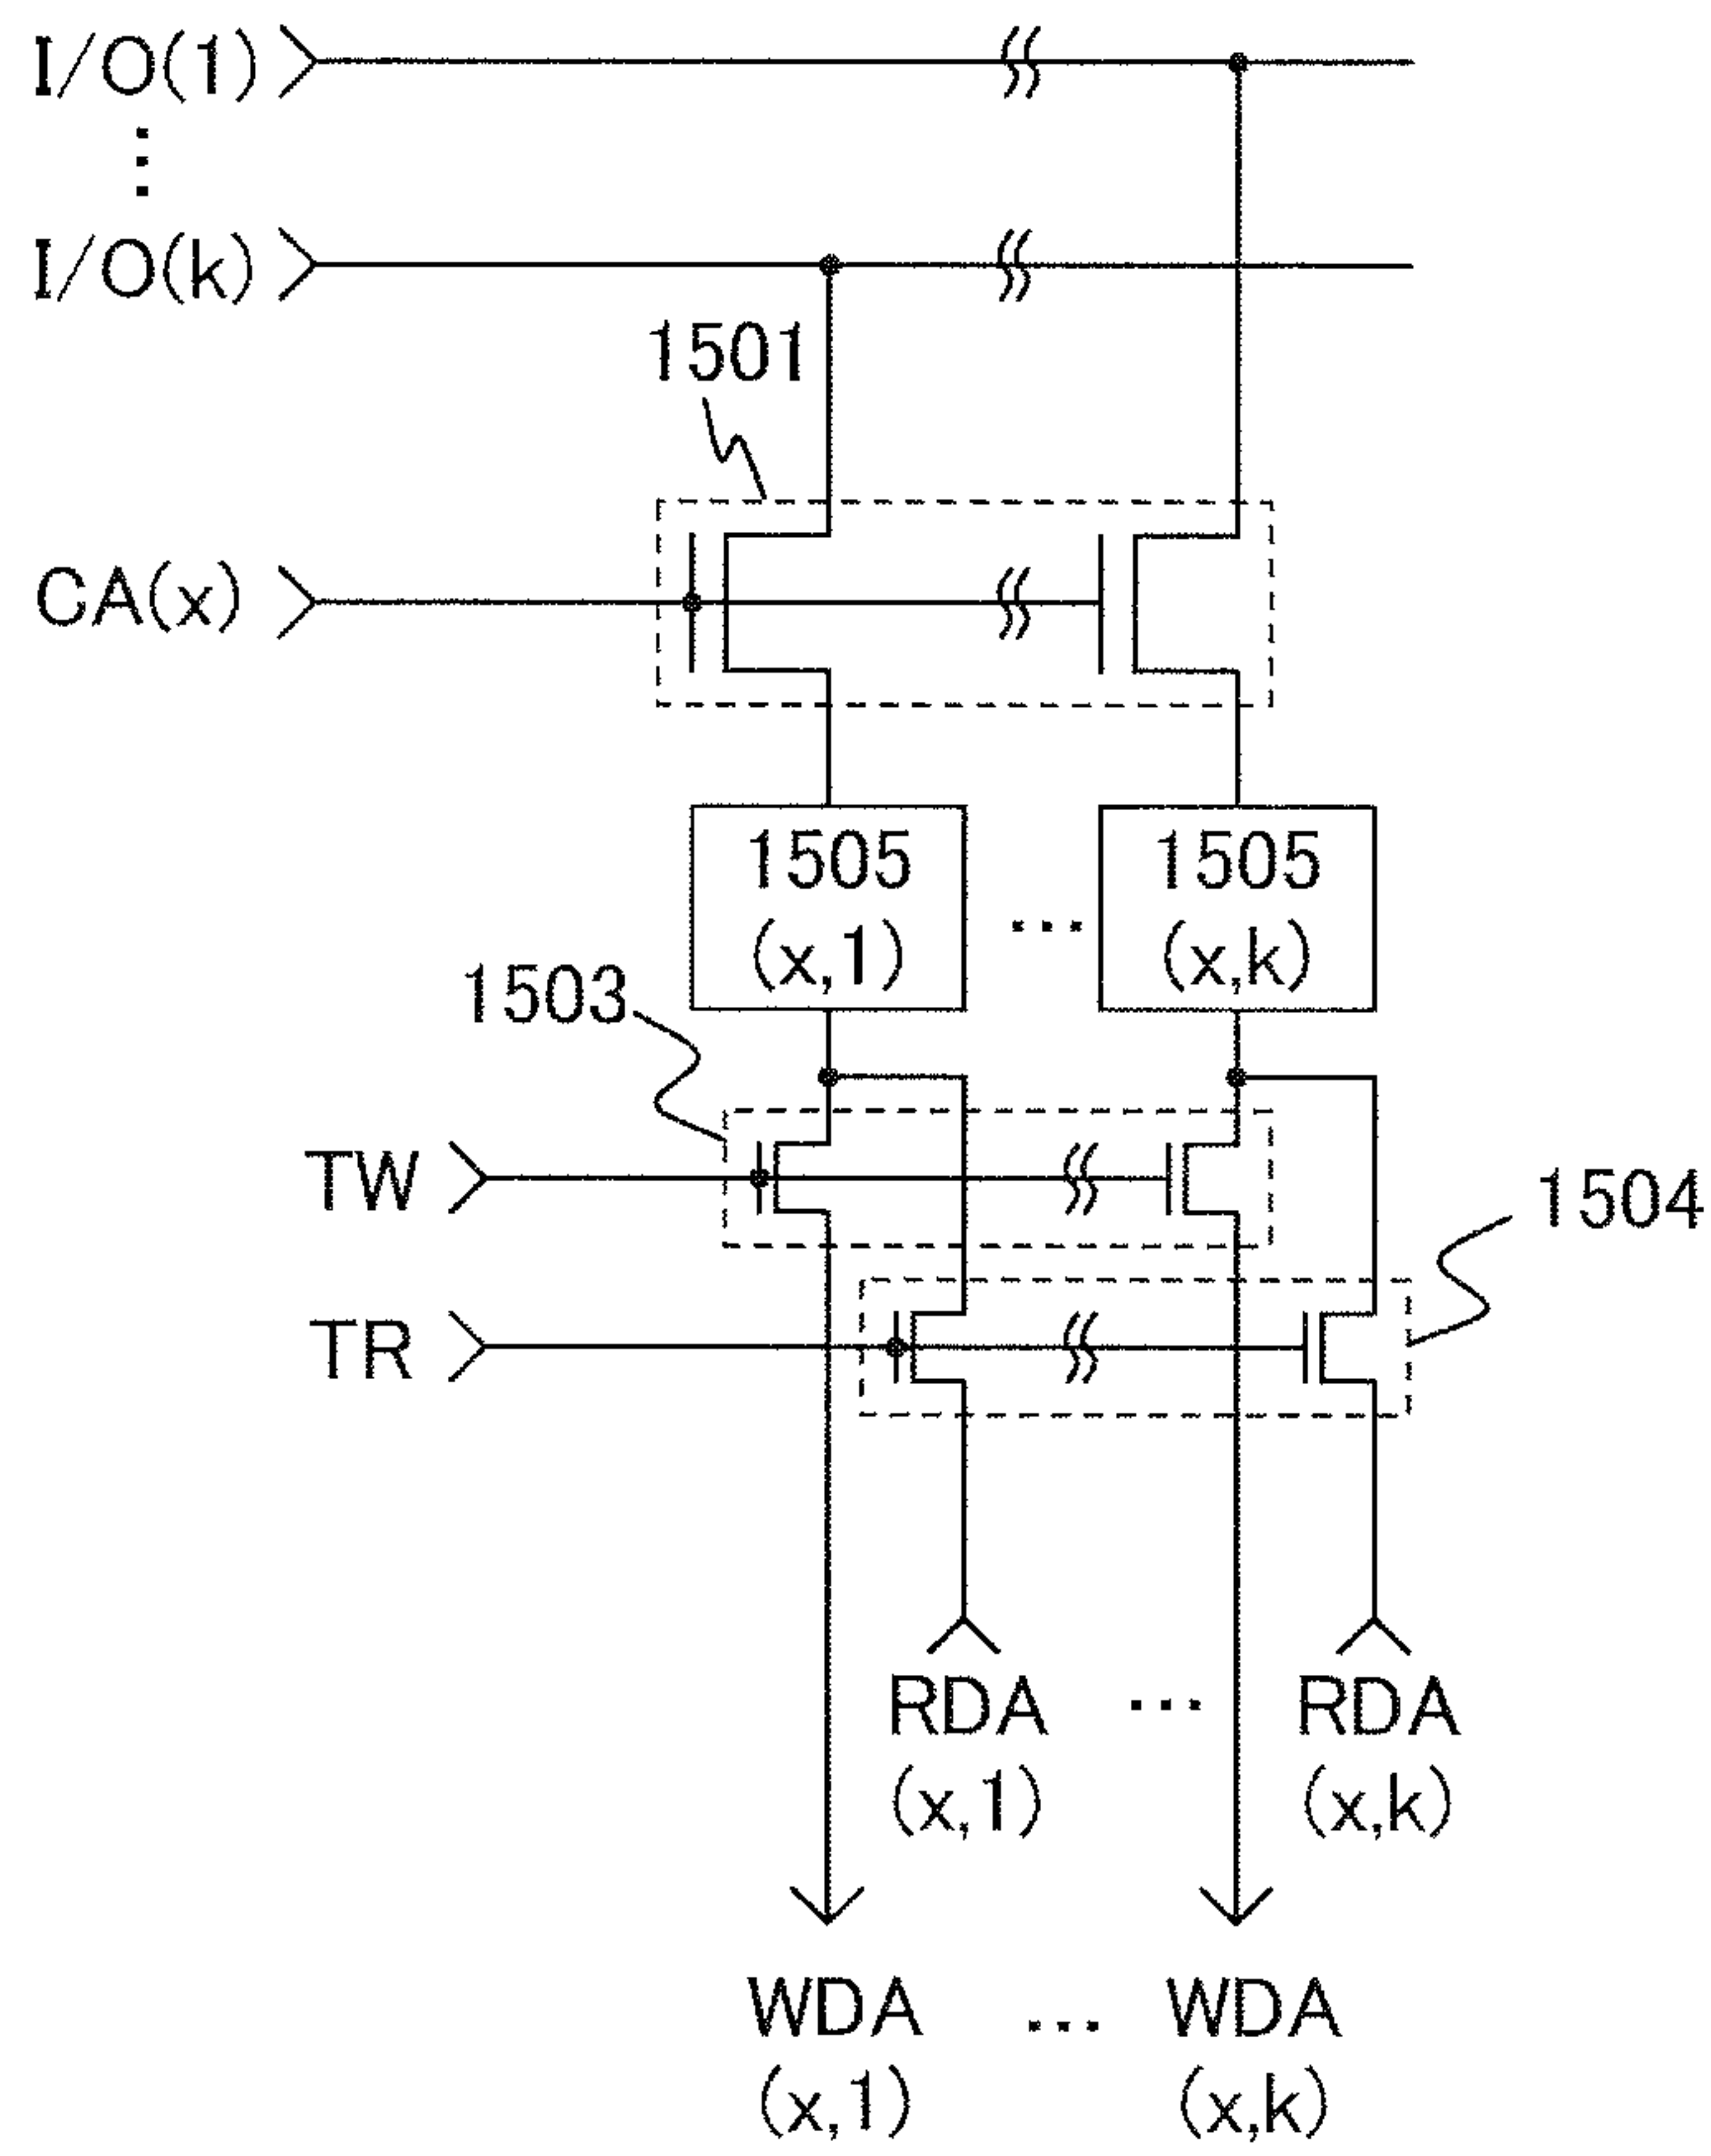 I/O(1)
⋮
I/O(k)
1501
CA(x)
1505 1505
(x,1) … (x,k)
1503
TW
1504
TR
RDA … RDA
(x,1) (x,k)
WDA … WDA
(x,1) (x,k)